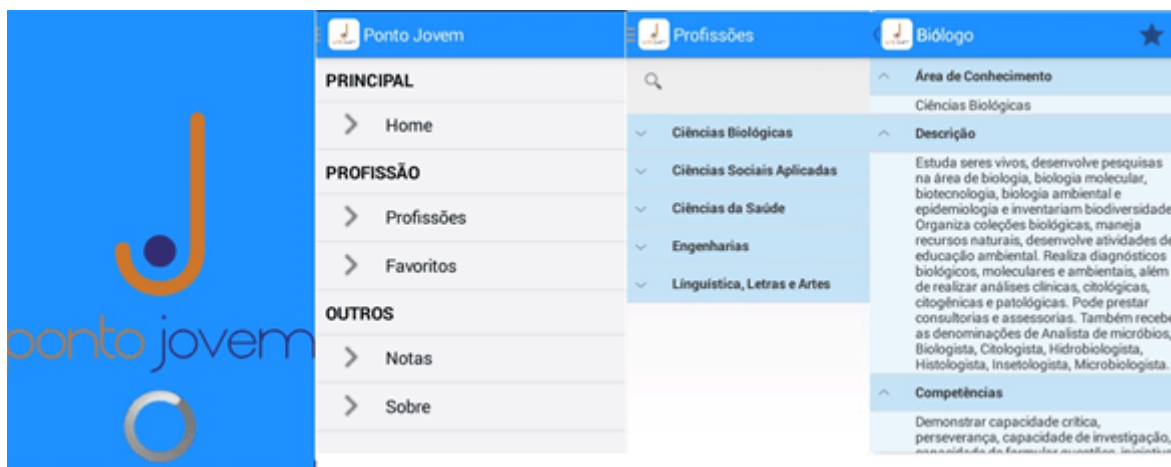 ponto jovem
Ponto Jovem
PRINCIPAL
Home
PROFISSÃO
Profissões
Favoritos
OUTROS
Notas
Sobre
Profissões
Ciências Biológicas
Ciências Sociais Aplicadas
Ciências da Saúde
Engenharias
Linguística, Letras e Artes
Biólogo
Área de Conhecimento
Ciências Biológicas
Descrição
Estuda seres vivos, desenvolve pesquisas
na área de biologia, biologia molecular,
biotecnologia, biologia ambiental e
epidemiologia e inventariam biodiversidade
Organiza coleções biológicas, maneja
recursos naturais, desenvolve atividades de
educação ambiental. Realiza diagnósticos
biológicos, moleculares e ambientais, além
de realizar análises clínicas, citológicas,
citogênicas e patológicas. Pode prestar
consultorias e assessorias. Também recebe
as denominações de Analista de micróbios,
Biologista, Citologista, Hidrobiologista,
Histologista, Insetologista, Microbiologista.
Competências
Demonstrar capacidade crítica,
perseverança, capacidade de investigação,
capacidade de formular questões,